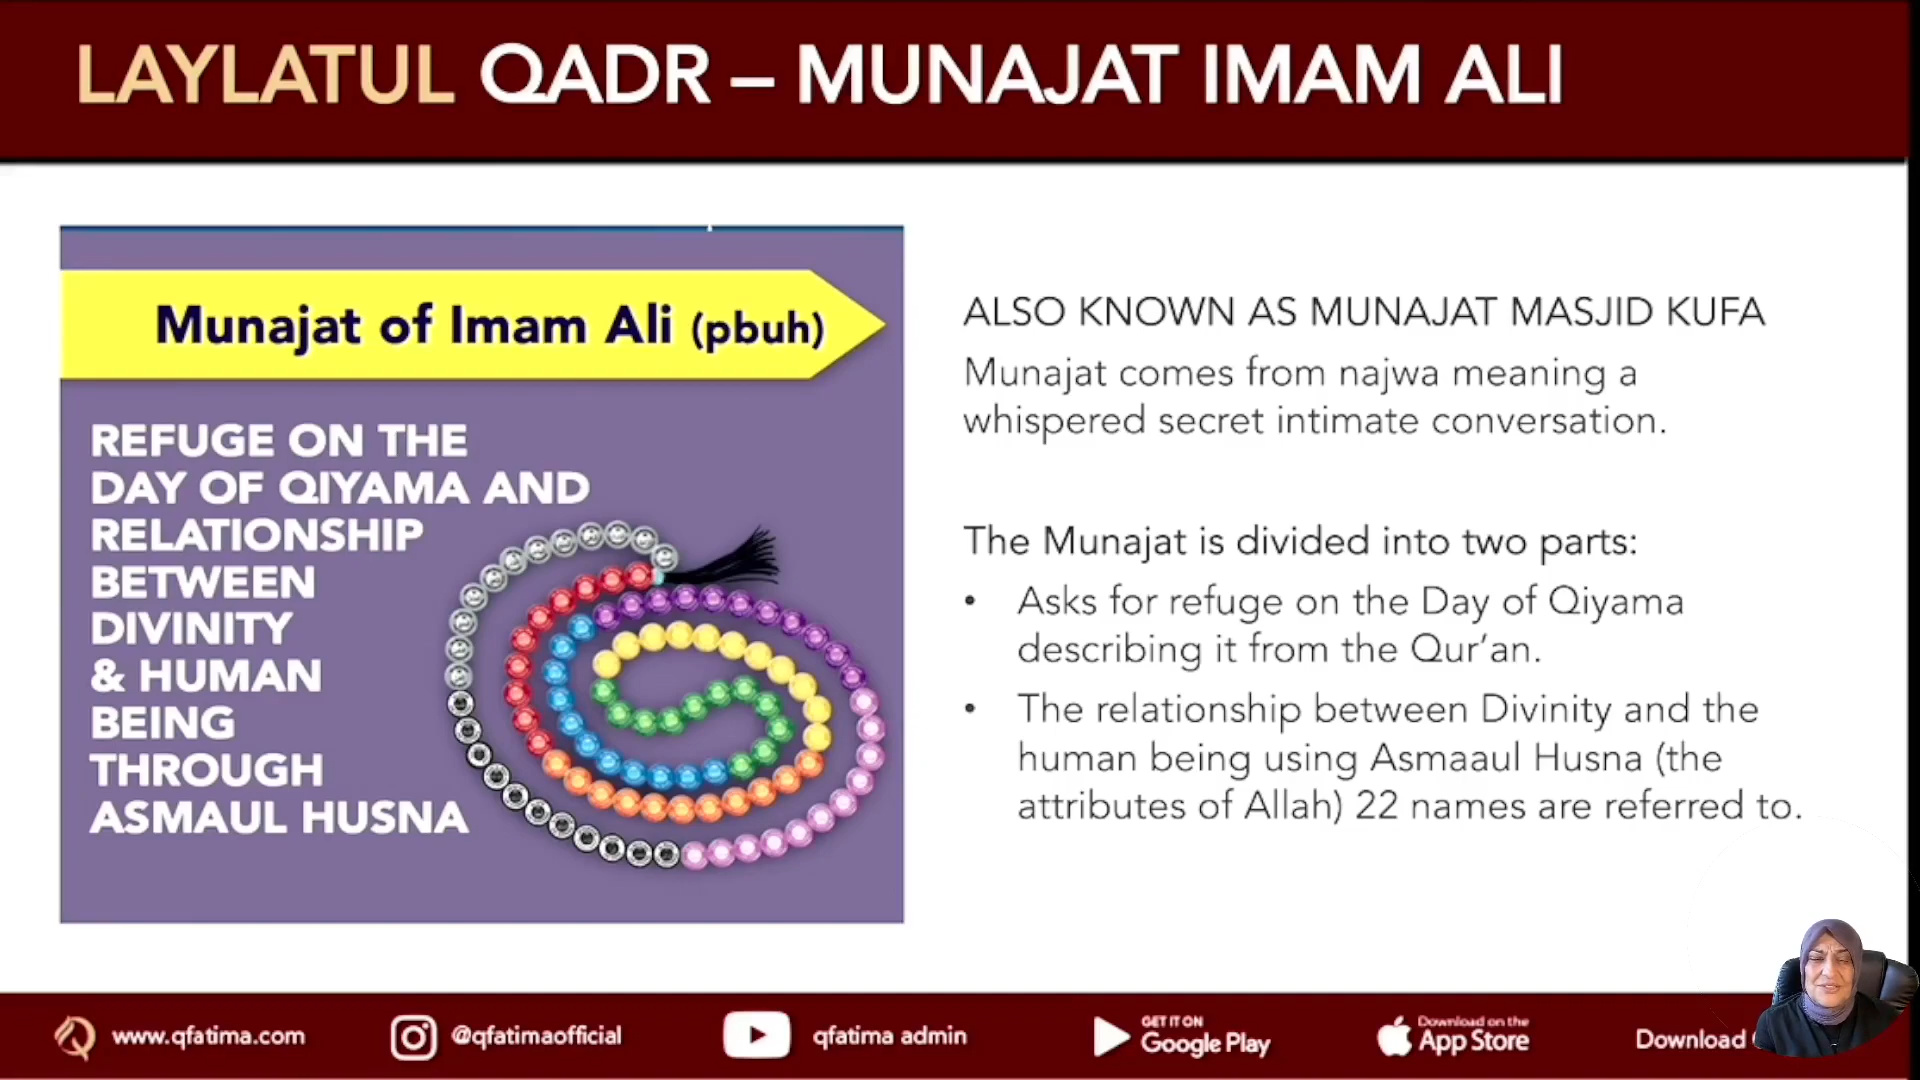 LAYLATUL QADR – MUNAJAT IMAM ALI
Munajat of Imam Ali (pbuh)
REFUGE ON THE
DAY OF QIYAMA AND
RELATIONSHIP
BETWEEN
DIVINITY
& HUMAN
BEING
THROUGH
ASMAUL HUSNA
ALSO KNOWN AS MUNAJAT MASJID KUFA
Munajat comes from najwa meaning a
whispered secret intimate conversation.
The Munajat is divided into two parts:
• Asks for refuge on the Day of Qiyama
describing it from the Qur’an.
• The relationship between Divinity and the
human being using Asmaaul Husna (the
attributes of Allah) 22 names are referred to.
www.qfatima.com
@qfatimaofficial
qfatima admin
GET IT ON
Google Play
Download on the
App Store
Download